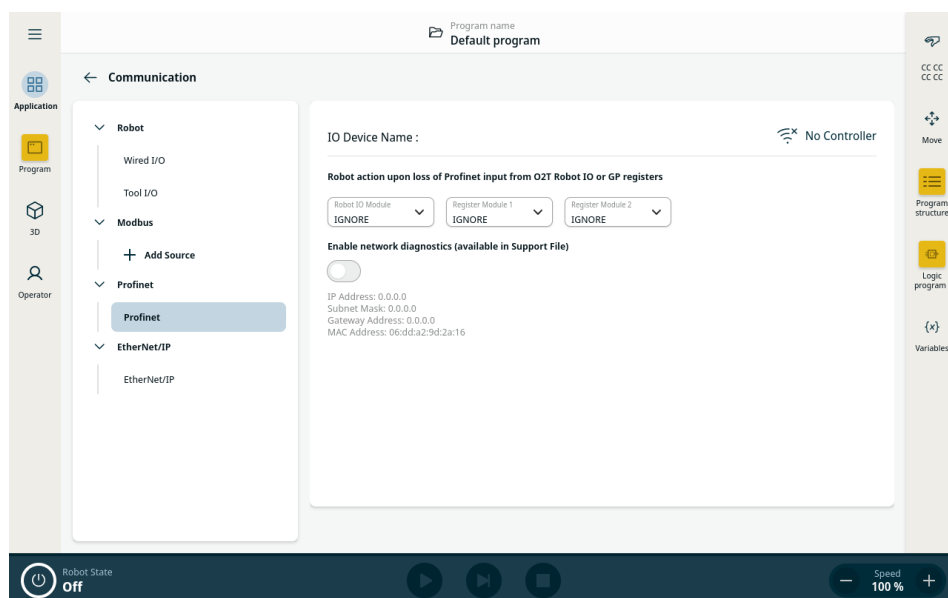 Program name
Default program
Communication
Application
Program
3D
Operator
Robot
Wired I/O
Tool I/O
Modbus
Add Source
Profinet
Profinet
EtherNet/IP
EtherNet/IP
IO Device Name :
No Controller
Robot action upon loss of Profinet input from O2T Robot IO or GP registers
Robot IO Module
IGNORE
Register Module 1
IGNORE
Register Module 2
IGNORE
Enable network diagnostics (available in Support File)
IP Address: 0.0.0.0
Subnet Mask: 0.0.0.0
Gateway Address: 0.0.0.0
MAC Address: 06:dd:a2:9d:2a:16
CC CC
CC CC
Move
Program
structure
Logic
program
{x}
Variables
Robot State
Off
Speed
100 %